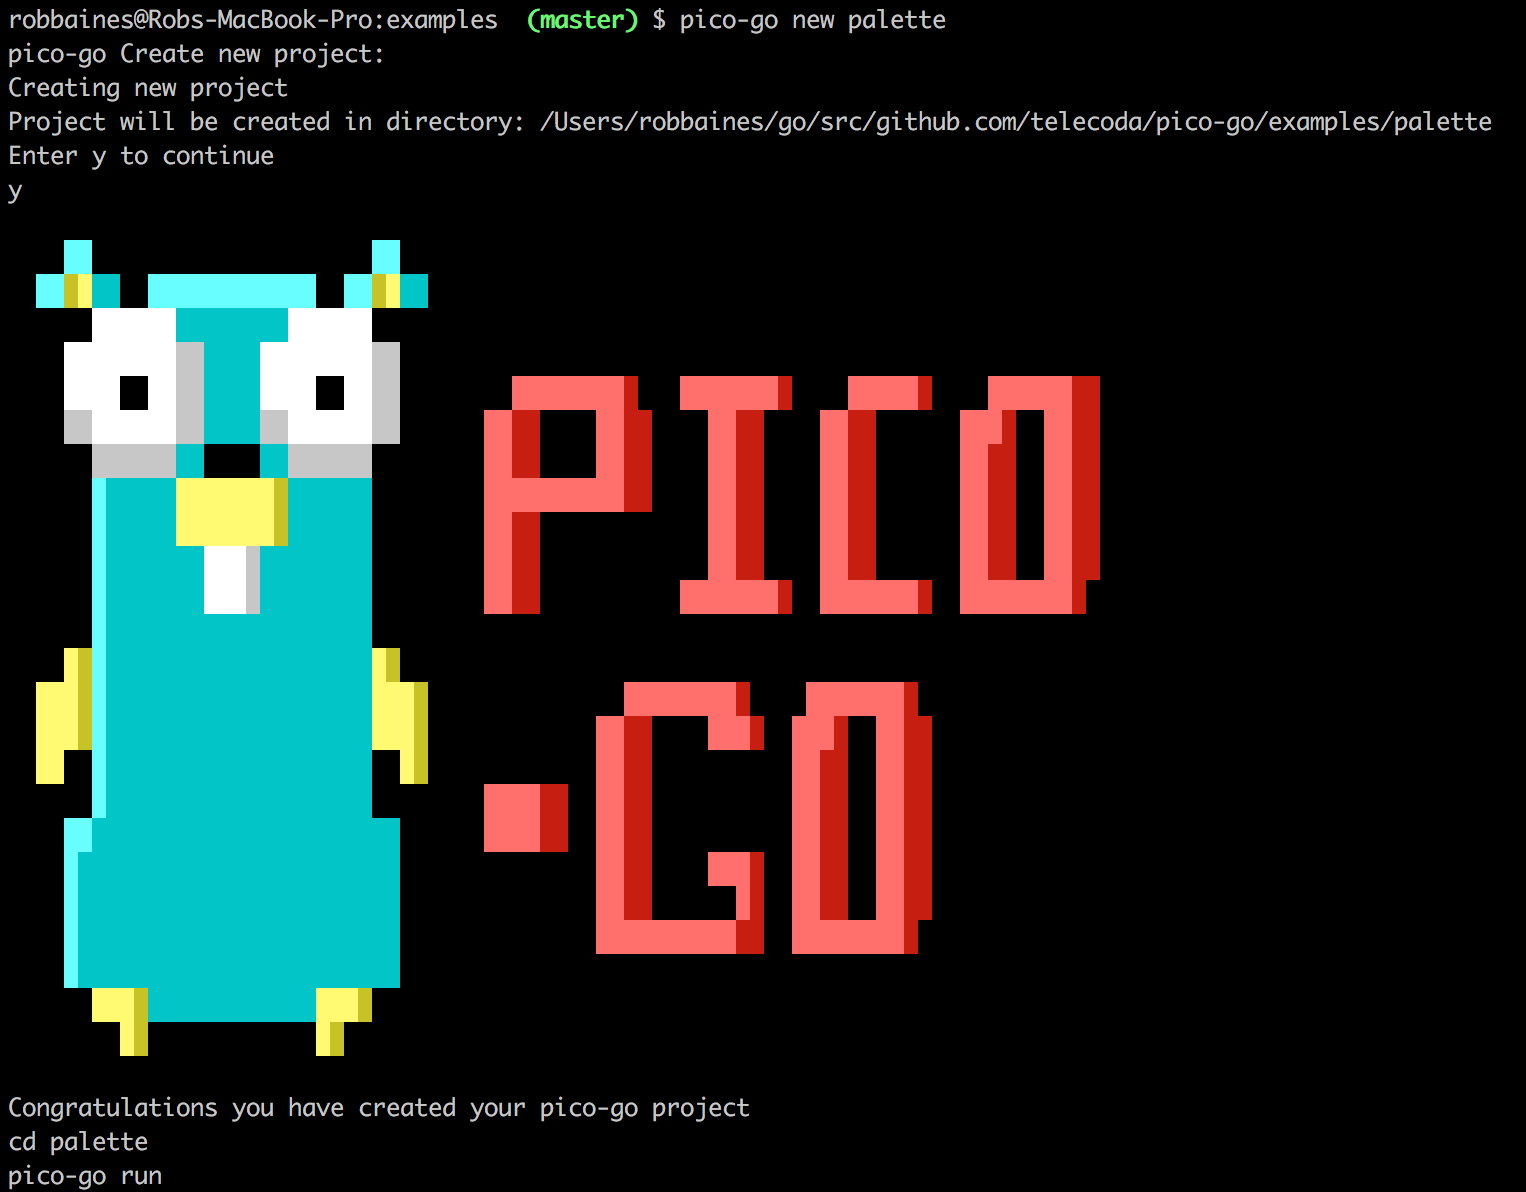 robbaines@Robs-MacBook-Pro:examples  (master) $ pico-go new palette
pico-go Create new project:
Creating new project
Project will be created in directory: /Users/robbaines/go/src/github.com/telecoda/pico-go/examples/palette
Enter y to continue
y
PICO
-GO
Congratulations you have created your pico-go project
cd palette
pico-go run